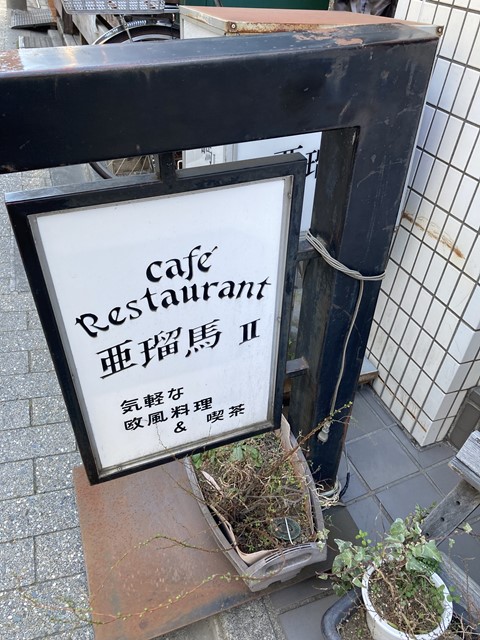 café
Restaurant
亜瑠馬 II
気軽な
欧風料理
& 喫茶